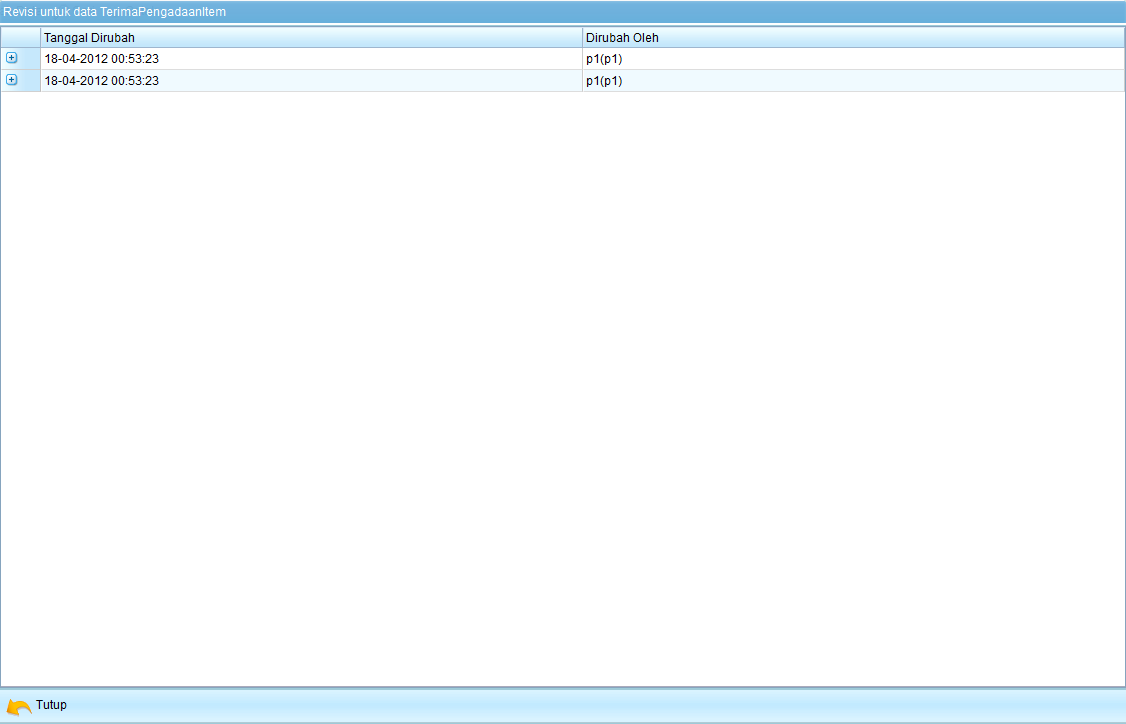 Revisi untuk data TerimaPengadaanItem
Tanggal Dirubah Dirubah Oleh
18-04-2012 00:53:23 p1(p1)
18-04-2012 00:53:23 p1(p1)
Tutup